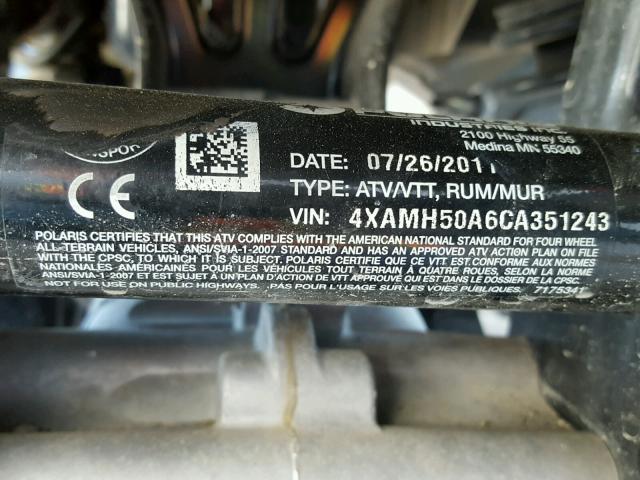 INDUSTRIES INC.
2100 Highway 55
Medina MN 55340
CE
DATE: 07/26/2011
TYPE: ATV/VTT, RUM/MUR
VIN: 4XAMH50A6CA351243
POLARIS CERTIFIES THAT THIS ATV COMPLIES WITH THE AMERICAN NATIONAL STANDARD FOR FOUR WHEEL
ALL-TERRAIN VEHICLES, ANSI/SVIA-1-2007 STANDARD AND HAS AN APPROVED ATV ACTION PLAN ON FILE
WITH THE CPSC, TO WHICH IT IS SUBJECT. POLARIS CERTIFIE QUE CE VTT EST CONFORME AUX NORMES
NATIONALES AMERICAINES POUR LES VÉHICULES TOUT TERRAIN À QUATRE ROUES, SELON LA NORME
ANSI/SVIA-1-2007 ET EST SUJET À UN PLAN D'ACTION DE VTT APPROUVÉ QUI EST DANS LE DOSSIER DE LA CPSC.
NOT FOR USE ON PUBLIC HIGHWAYS. .PAS POUR L'USAGE SUR LES VOIES PUBLIQUES. 7175341